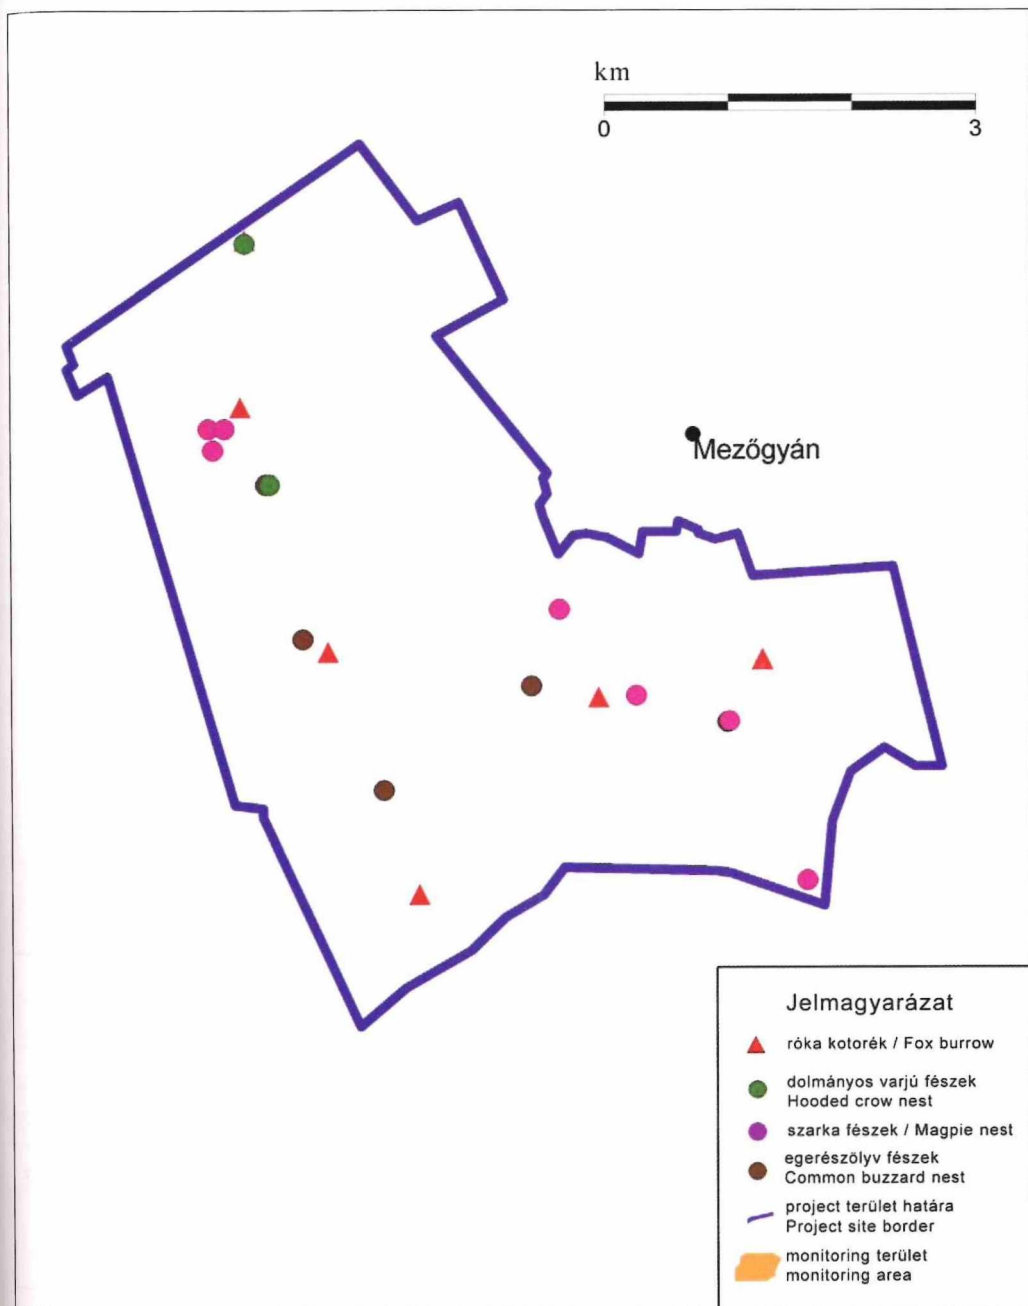 km
0 3
Mezőgyán
Jelmagyarázat
róka kotorék / Fox burrow
dolmányos varjú fészek
Hooded crow nest
szarka fészek / Magpie nest
egerészölyv fészek
Common buzzard nest
project terület határa
Project site border
monitoring terület
monitoring area